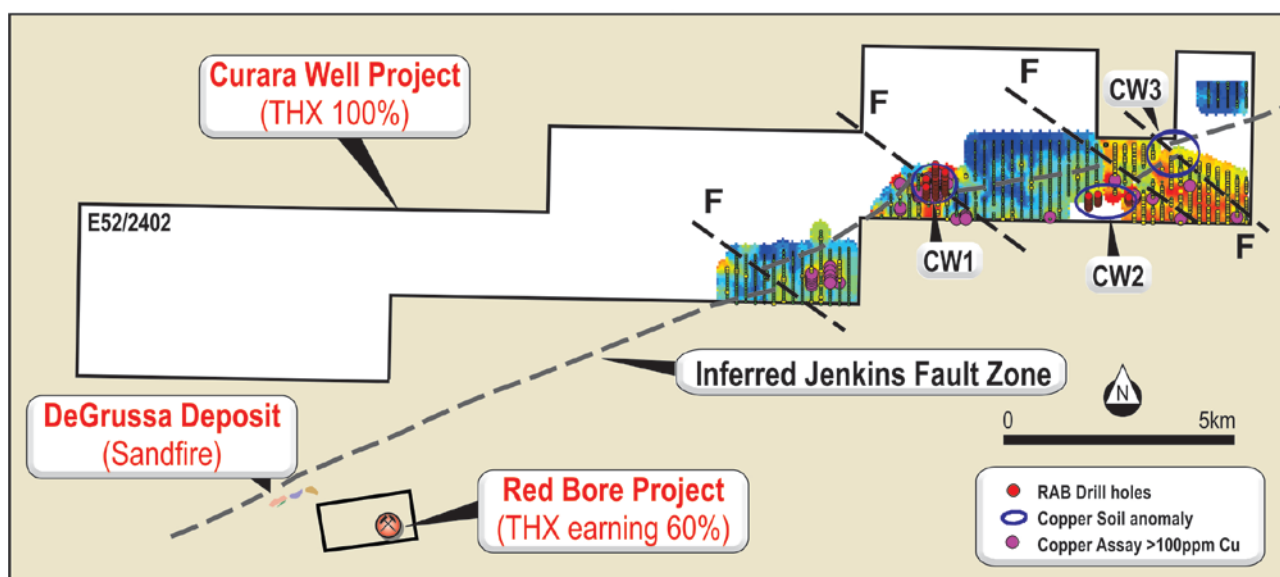 Curara Well Project
(THX 100%)
E52/2402
F
F
F
F
CW3
CW1
CW2
Inferred Jenkins Fault Zone
DeGrussa Deposit
(Sandfire)
Red Bore Project
(THX earning 60%)
N
0 5km
RAB Drill holes
Copper Soil anomaly
Copper Assay >100ppm Cu